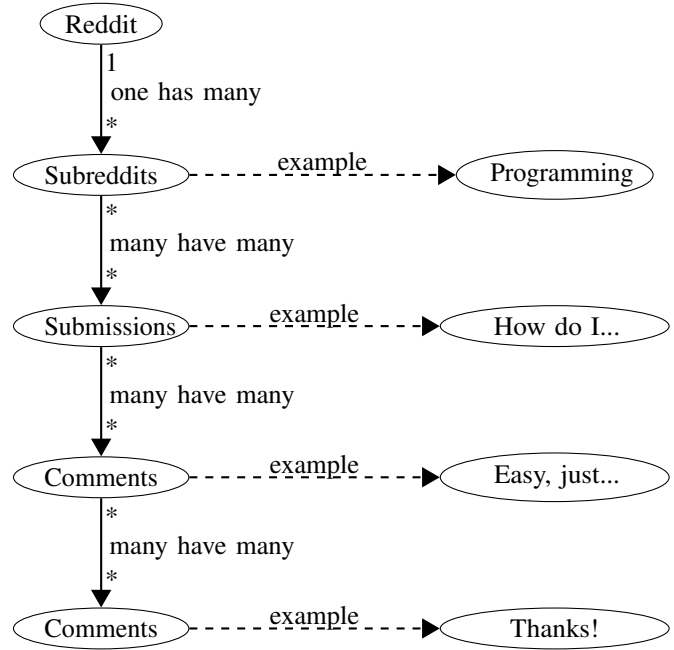 Reddit
1
one has many
*
Subreddits
example
Programming
*
many have many
*
Submissions
example
How do I...
*
many have many
*
Comments
example
Easy, just...
*
many have many
*
Comments
example
Thanks!